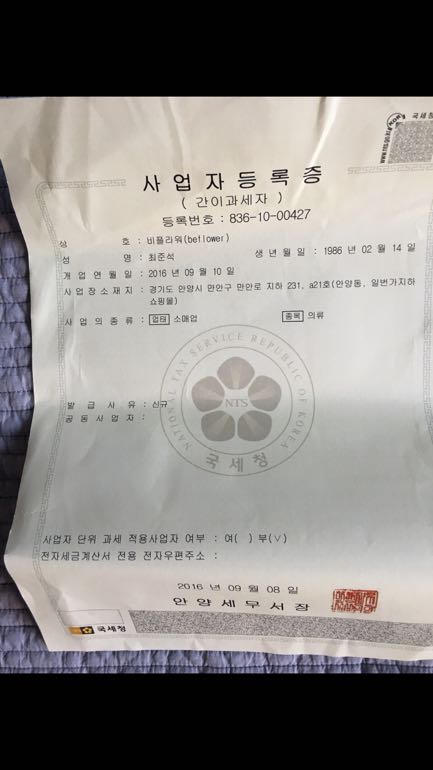 국세청
사업자등록증
( 간이과세자 )
등록번호 : 836-10-00427
상 호 : 비플라워(beflower)
성 명 : 최준석 생 년 월 일 : 1986 년 02 월 14 일
개 업 연 월 일 : 2016 년 09 월 10 일
사 업 장 소 재 지 : 경기도 안양시 만안구 만안로 지하 231, a21호(안양동, 일번가지하
쇼핑몰)
사 업 의 종 류 : 업태 소매업 종목 의류
NATIONAL TAX SERVICE REPUBLIC OF KOREA
NTS
국세청
발 급 사 유 : 신규
공 동 사 업 자 :
사업자 단위 과세 적용사업자 여부 : 여( ) 부(∨)
전자세금계산서 전용 전자우편주소 :
2016 년 09 월 08 일
안 양 세 무 서 장
국세청